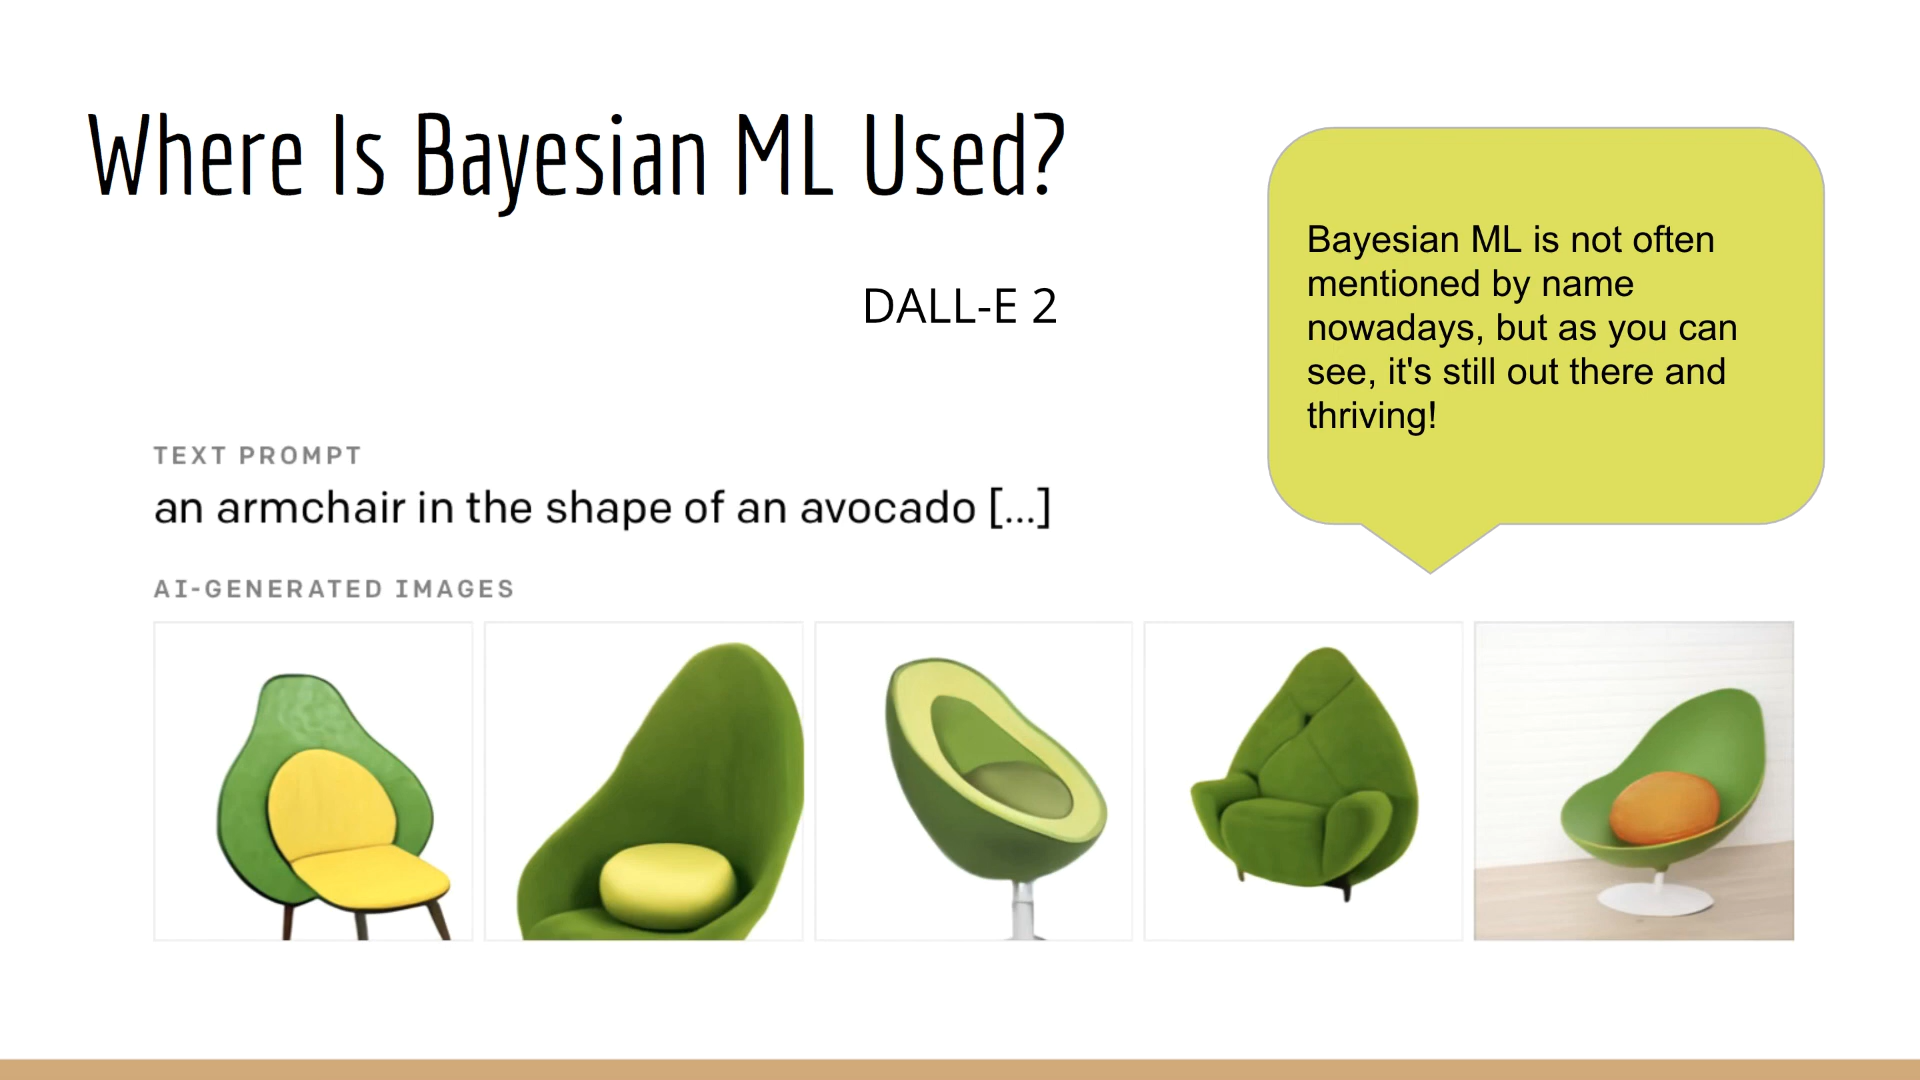 Where Is Bayesian ML Used?
DALL-E 2
Bayesian ML is not often
mentioned by name
nowadays, but as you can
see, it's still out there and
thriving!
TEXT PROMPT
an armchair in the shape of an avocado [...]
AI-GENERATED IMAGES